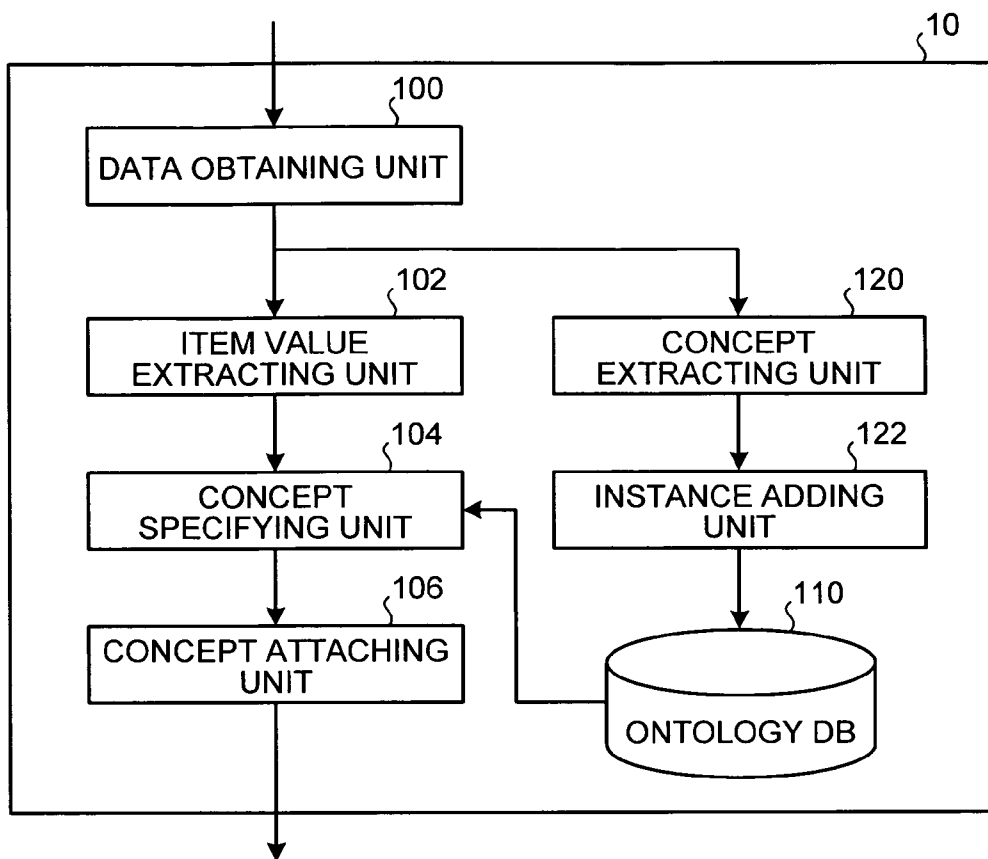 10
100
DATA OBTAINING UNIT
102
ITEM VALUE
EXTRACTING UNIT
120
CONCEPT
EXTRACTING UNIT
104
CONCEPT
SPECIFYING UNIT
122
INSTANCE ADDING
UNIT
106
CONCEPT ATTACHING
UNIT
110
ONTOLOGY DB